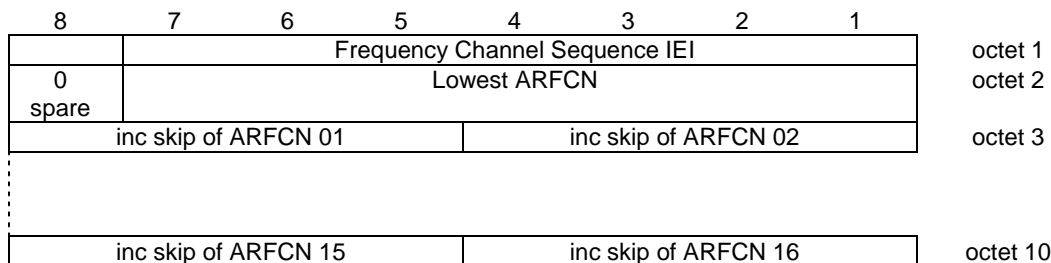 8 7 6 5 4 3 2 1
Frequency Channel Sequence IEI octet 1
0 Lowest ARFCN octet 2
spare
inc skip of ARFCN 01 inc skip of ARFCN 02 octet 3
inc skip of ARFCN 15 inc skip of ARFCN 16 octet 10